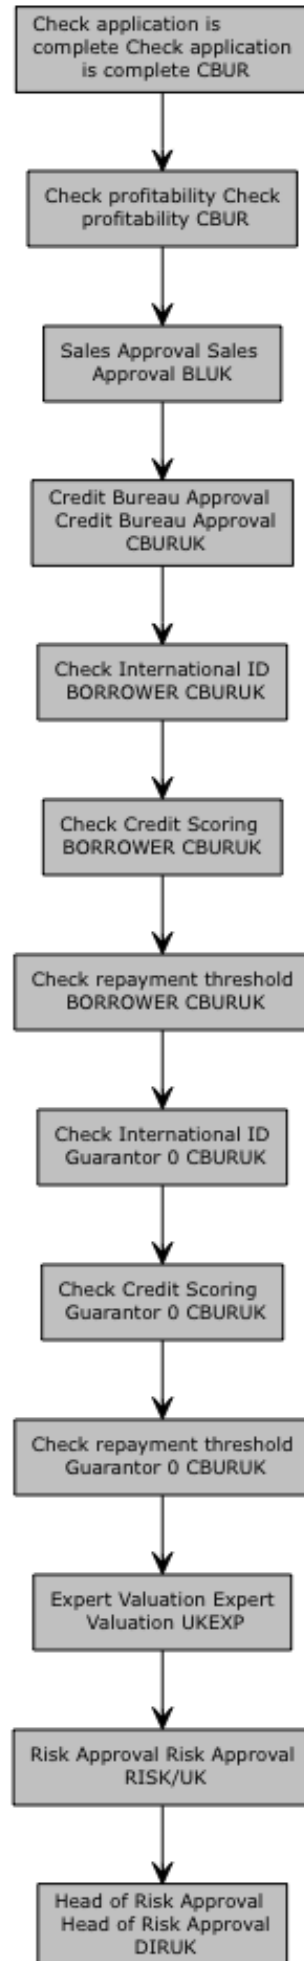 Check application is
complete Check application
is complete CBUR
Check profitability Check
profitability CBUR
Sales Approval Sales
Approval BLUK
Credit Bureau Approval
Credit Bureau Approval
CBURUK
Check International ID
BORROWER CBURUK
Check Credit Scoring
BORROWER CBURUK
Check repayment threshold
BORROWER CBURUK
Check International ID
Guarantor 0 CBURUK
Check Credit Scoring
Guarantor 0 CBURUK
Check repayment threshold
Guarantor 0 CBURUK
Expert Valuation Expert
Valuation UKEXP
Risk Approval Risk Approval
RISK/UK
Head of Risk Approval
Head of Risk Approval
DIRUK